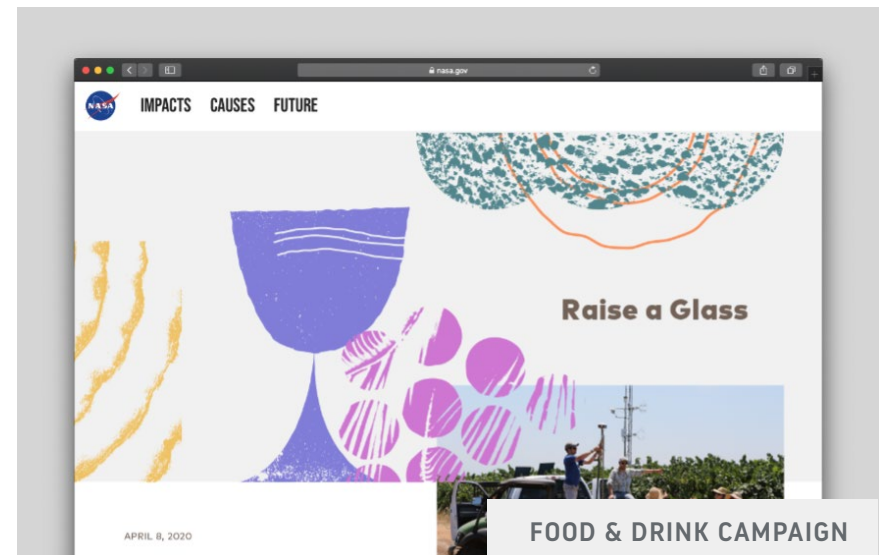 nasa.gov
NASA
IMPACTS CAUSES FUTURE
Raise a Glass
APRIL 8, 2020
FOOD & DRINK CAMPAIGN